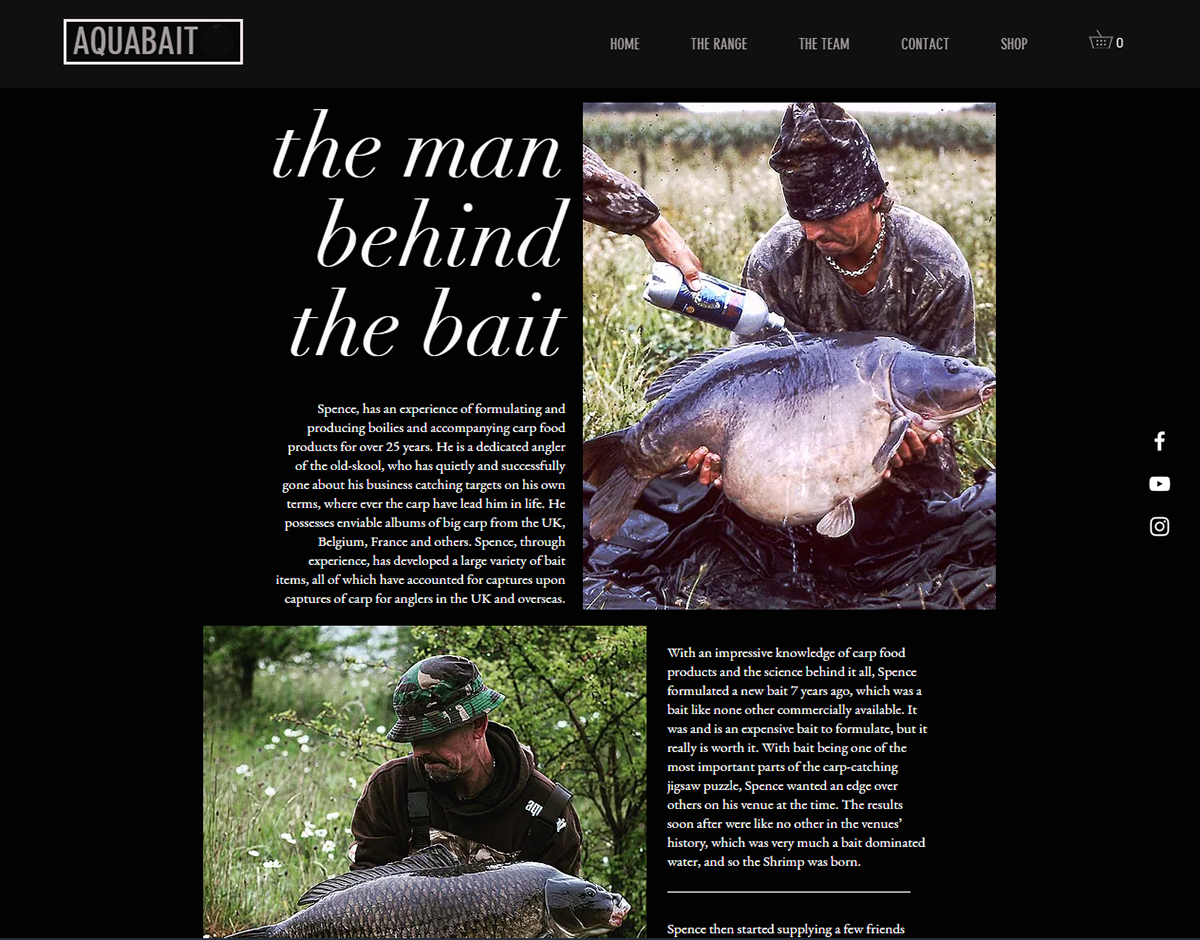 AQUABAIT
HOME
THE RANGE
THE TEAM
CONTACT
SHOP
0
the man
behind
the bait
Spence, has an experience of formulating and
producing boilies and accompanying carp food
products for over 25 years. He is a dedicated angler
of the old-skool, who has quietly and successfully
gone about his business catching targets on his own
terms, where ever the carp have lead him in life. He
possesses enviable albums of big carp from the UK,
Belgium, France and others. Spence, through
experience, has developed a large variety of bait
items, all of which have accounted for captures upon
captures of carp for anglers in the UK and overseas.
With an impressive knowledge of carp food
products and the science behind it all, Spence
formulated a new bait 7 years ago, which was a
bait like none other commercially available. It
was and is an expensive bait to formulate, but it
really is worth it. With bait being one of the
most important parts of the carp-catching
jigsaw puzzle, Spence wanted an edge over
others on his venue at the time. The results
soon after were like no other in the venues’
history, which was very much a bait dominated
water, and so the Shrimp was born.
aqua
Spence then started supplying a few friends